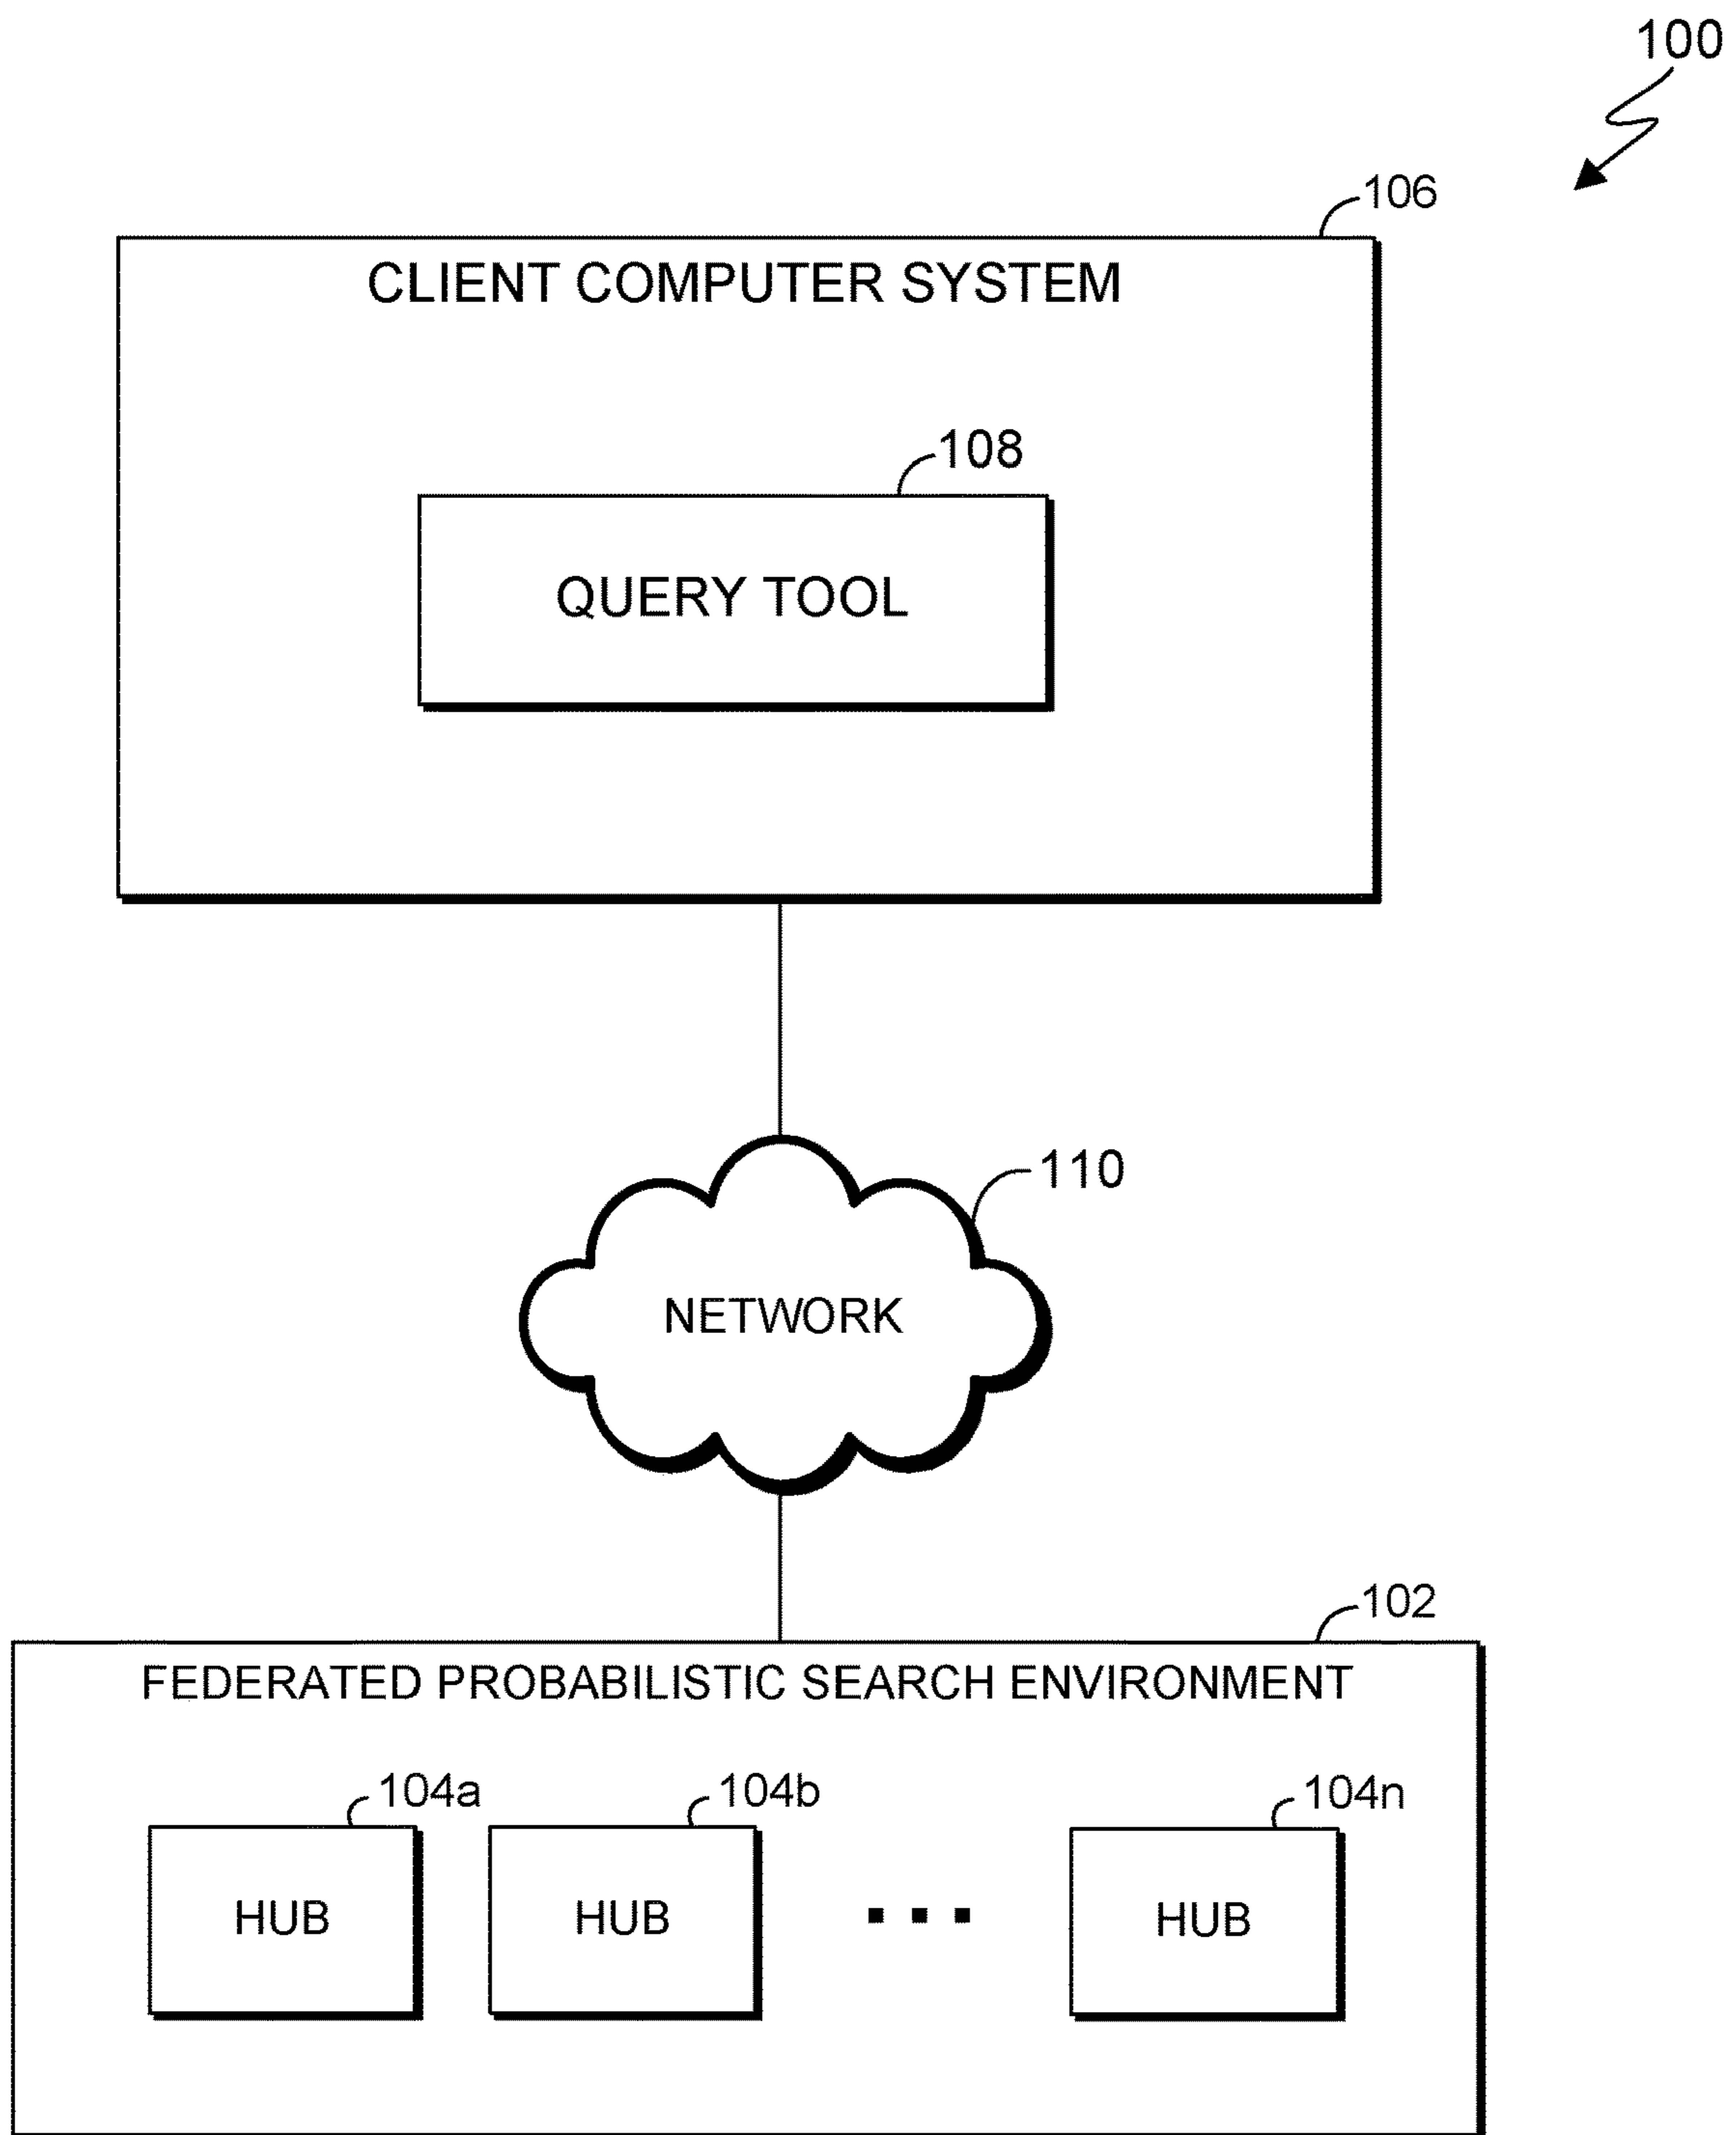 100
106
CLIENT COMPUTER SYSTEM
108
QUERY TOOL
110
NETWORK
102
FEDERATED PROBABILISTIC SEARCH ENVIRONMENT
104a
104b
104n
HUB
HUB
▪ ▪ ▪
HUB